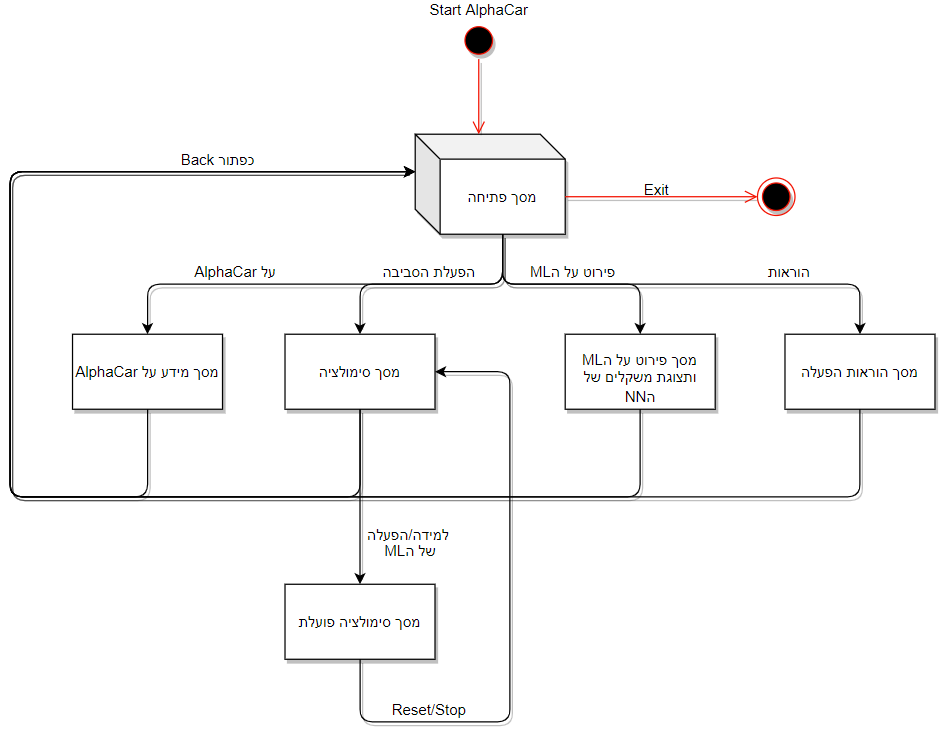 Start AlphaCar
כפתור Back
מסך פתיחה
Exit
על AlphaCar
הפעלת הסביבה
פירוט על הML
הוראות
מסך מידע על AlphaCar
מסך סימולציה
מסך פירוט על הML
ותצוגת משקלים של
הNN
מסך הוראות הפעלה
למידה/הפעלה
של הML
מסך סימולציה פועלת
Reset/Stop